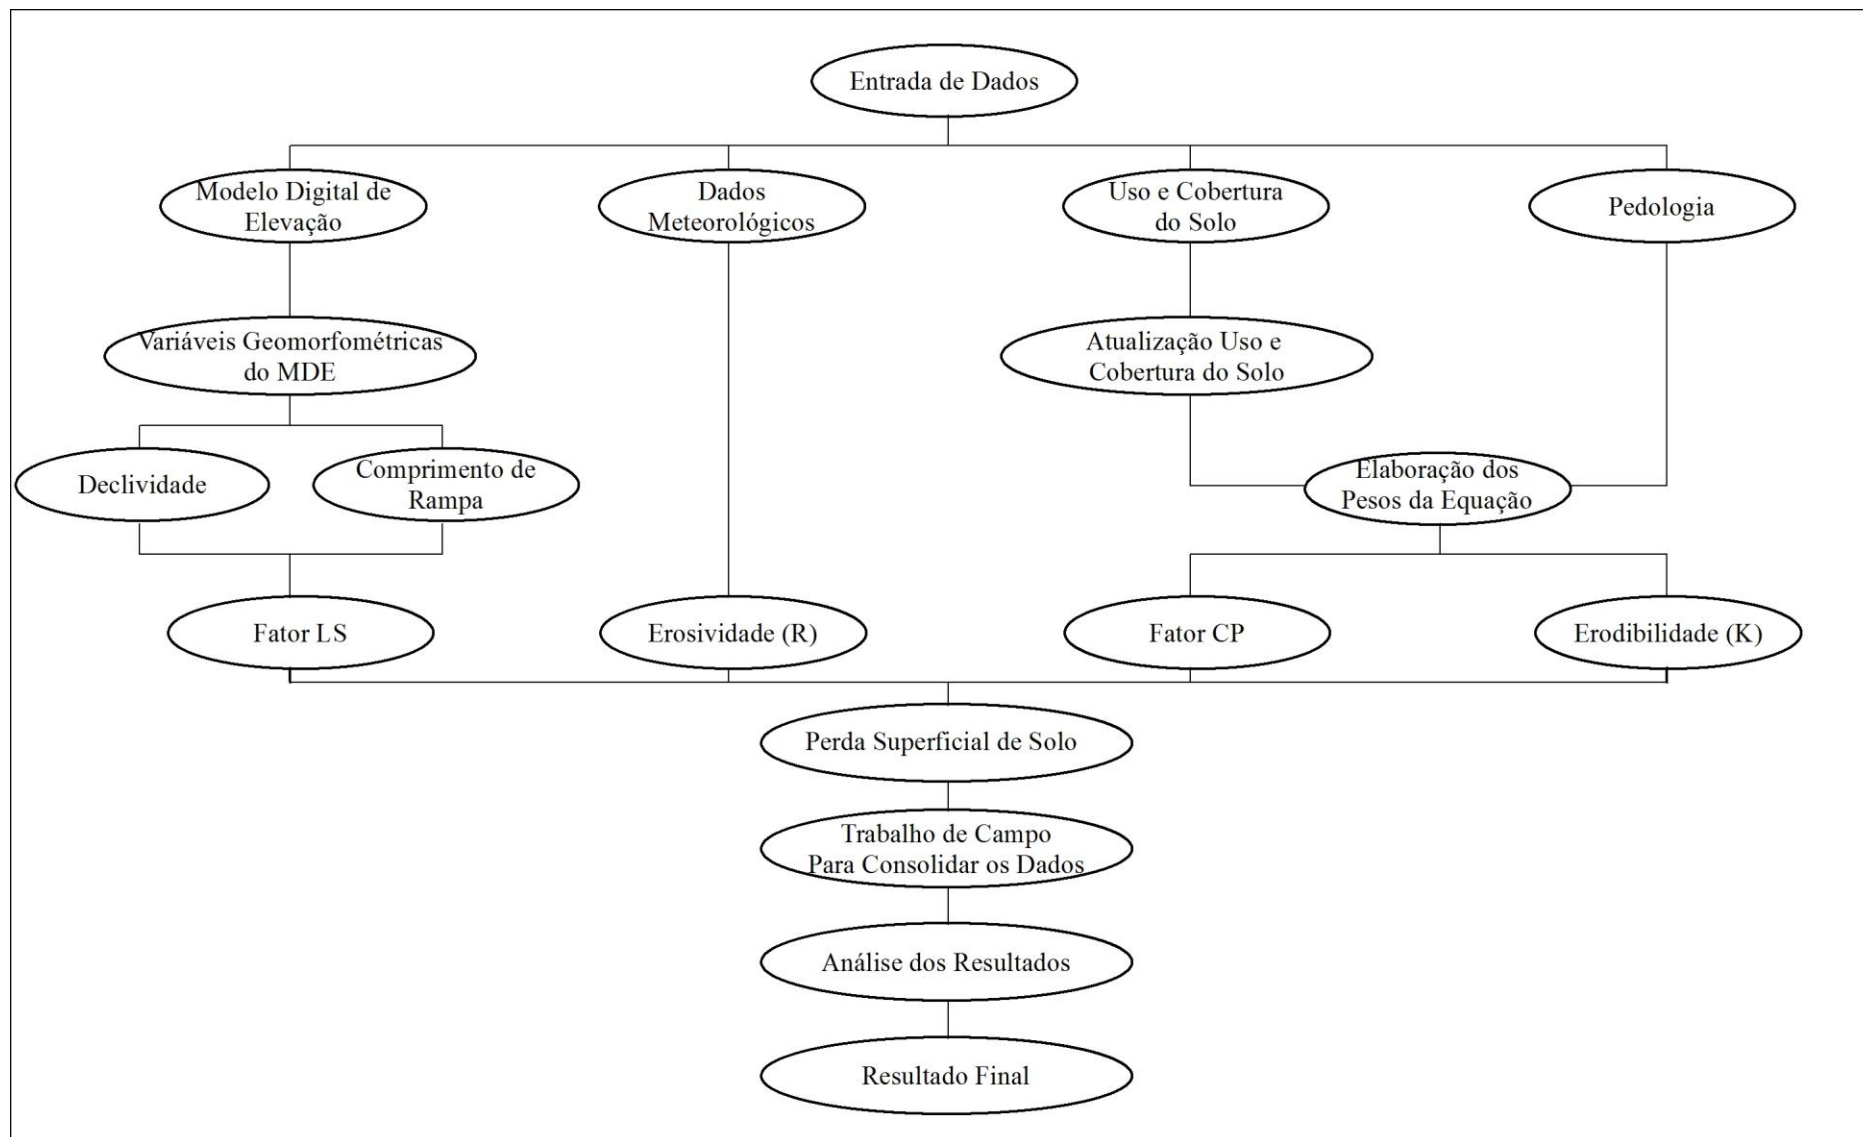 Entrada de Dados
Modelo Digital de
Elevação
Dados
Meteorológicos
Uso e Cobertura
do Solo
Pedologia
Variáveis Geomorfométricas
do MDE
Atualização Uso e
Cobertura do Solo
Declividade
Comprimento de
Rampa
Elaboração dos
Pesos da Equação
Fator LS
Erosividade (R)
Fator CP
Erodibilidade (K)
Perda Superficial de Solo
Trabalho de Campo
Para Consolidar os Dados
Análise dos Resultados
Resultado Final